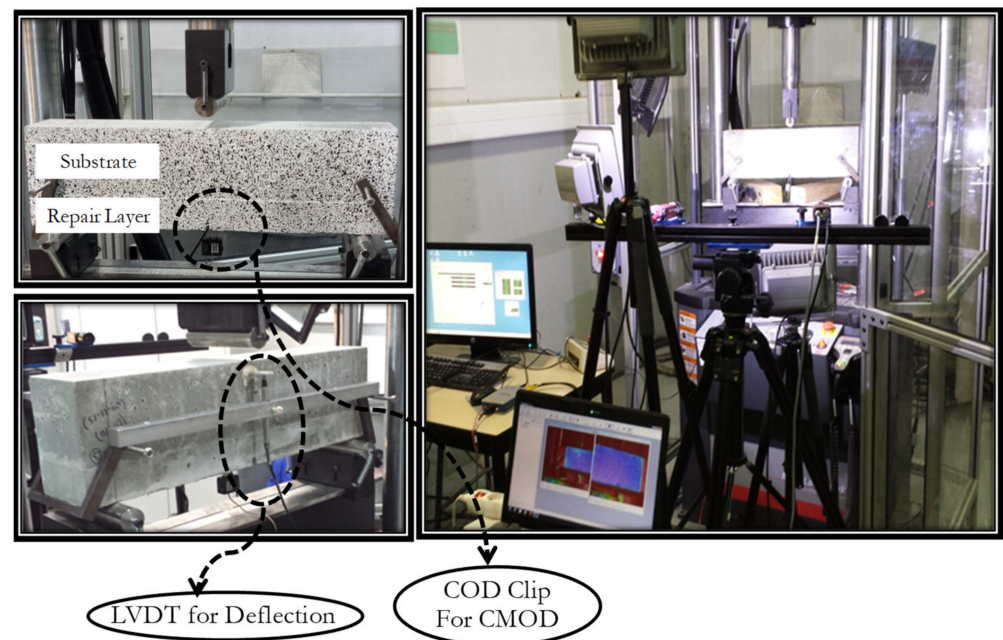 Substrate
Repair Layer
LVDT for Deflection
COD Clip
For CMOD